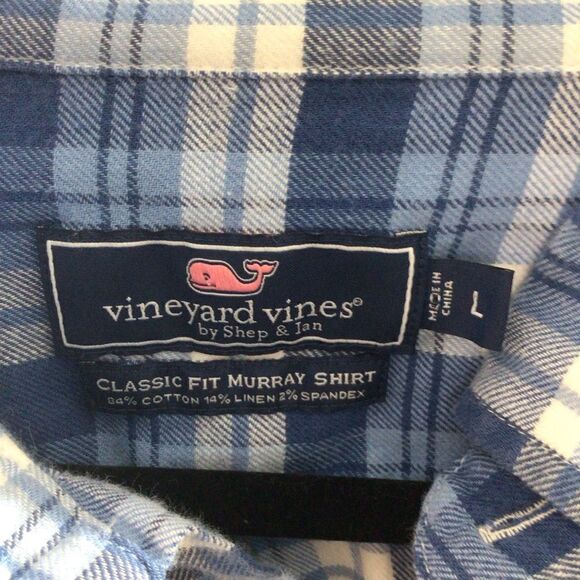 vineyard vines®
by Shep & Ian
CLASSIC FIT MURRAY SHIRT
84% COTTON 14% LINEN 2% SPANDEX
MADE IN
CHINA
L